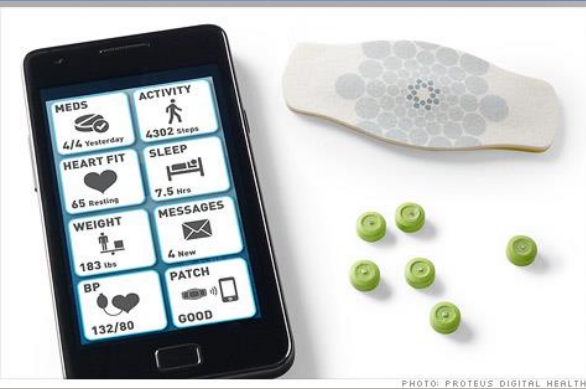 MEDS
4/4 Yesterday
ACTIVITY
4302 Steps
HEART FIT
65 Resting
SLEEP
7.5 Hrs
WEIGHT
183 lbs
MESSAGES
4 New
BP
132/80
PATCH
GOOD
PHOTO: PROTEUS DIGITAL HEALTH